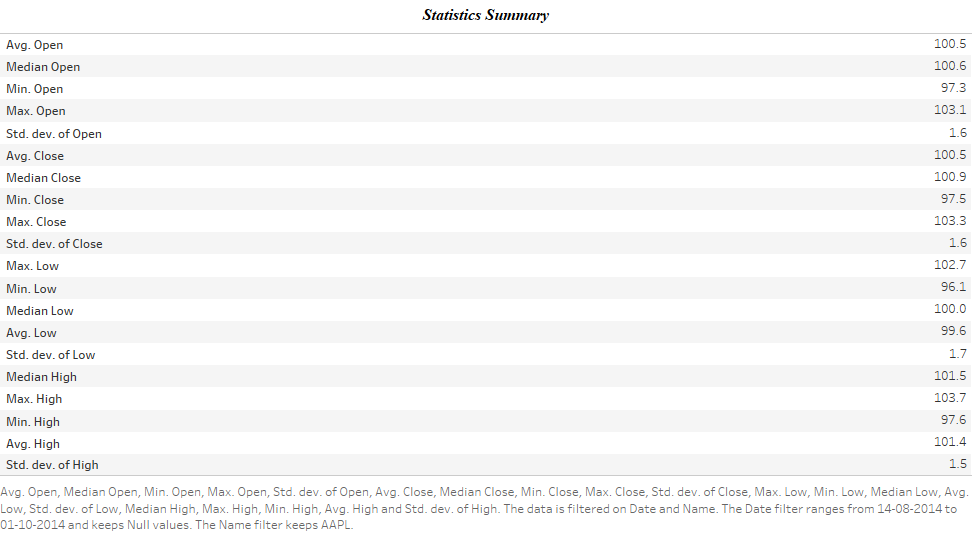 Statistics Summary
Avg. Open 100.5
Median Open 100.6
Min. Open 97.3
Max. Open 103.1
Std. dev. of Open 1.6
Avg. Close 100.5
Median Close 100.9
Min. Close 97.5
Max. Close 103.3
Std. dev. of Close 1.6
Max. Low 102.7
Min. Low 96.1
Median Low 100.0
Avg. Low 99.6
Std. dev. of Low 1.7
Median High 101.5
Max. High 103.7
Min. High 97.6
Avg. High 101.4
Std. dev. of High 1.5
Avg. Open, Median Open, Min. Open, Max. Open, Std. dev. of Open, Avg. Close, Median Close, Min. Close, Max. Close, Std. dev. of Close, Max. Low, Min. Low, Median Low, Avg.
Low, Std. dev. of Low, Median High, Max. High, Min. High, Avg. High and Std. dev. of High. The data is filtered on Date and Name. The Date filter ranges from 14-08-2014 to
01-10-2014 and keeps Null values. The Name filter keeps AAPL.